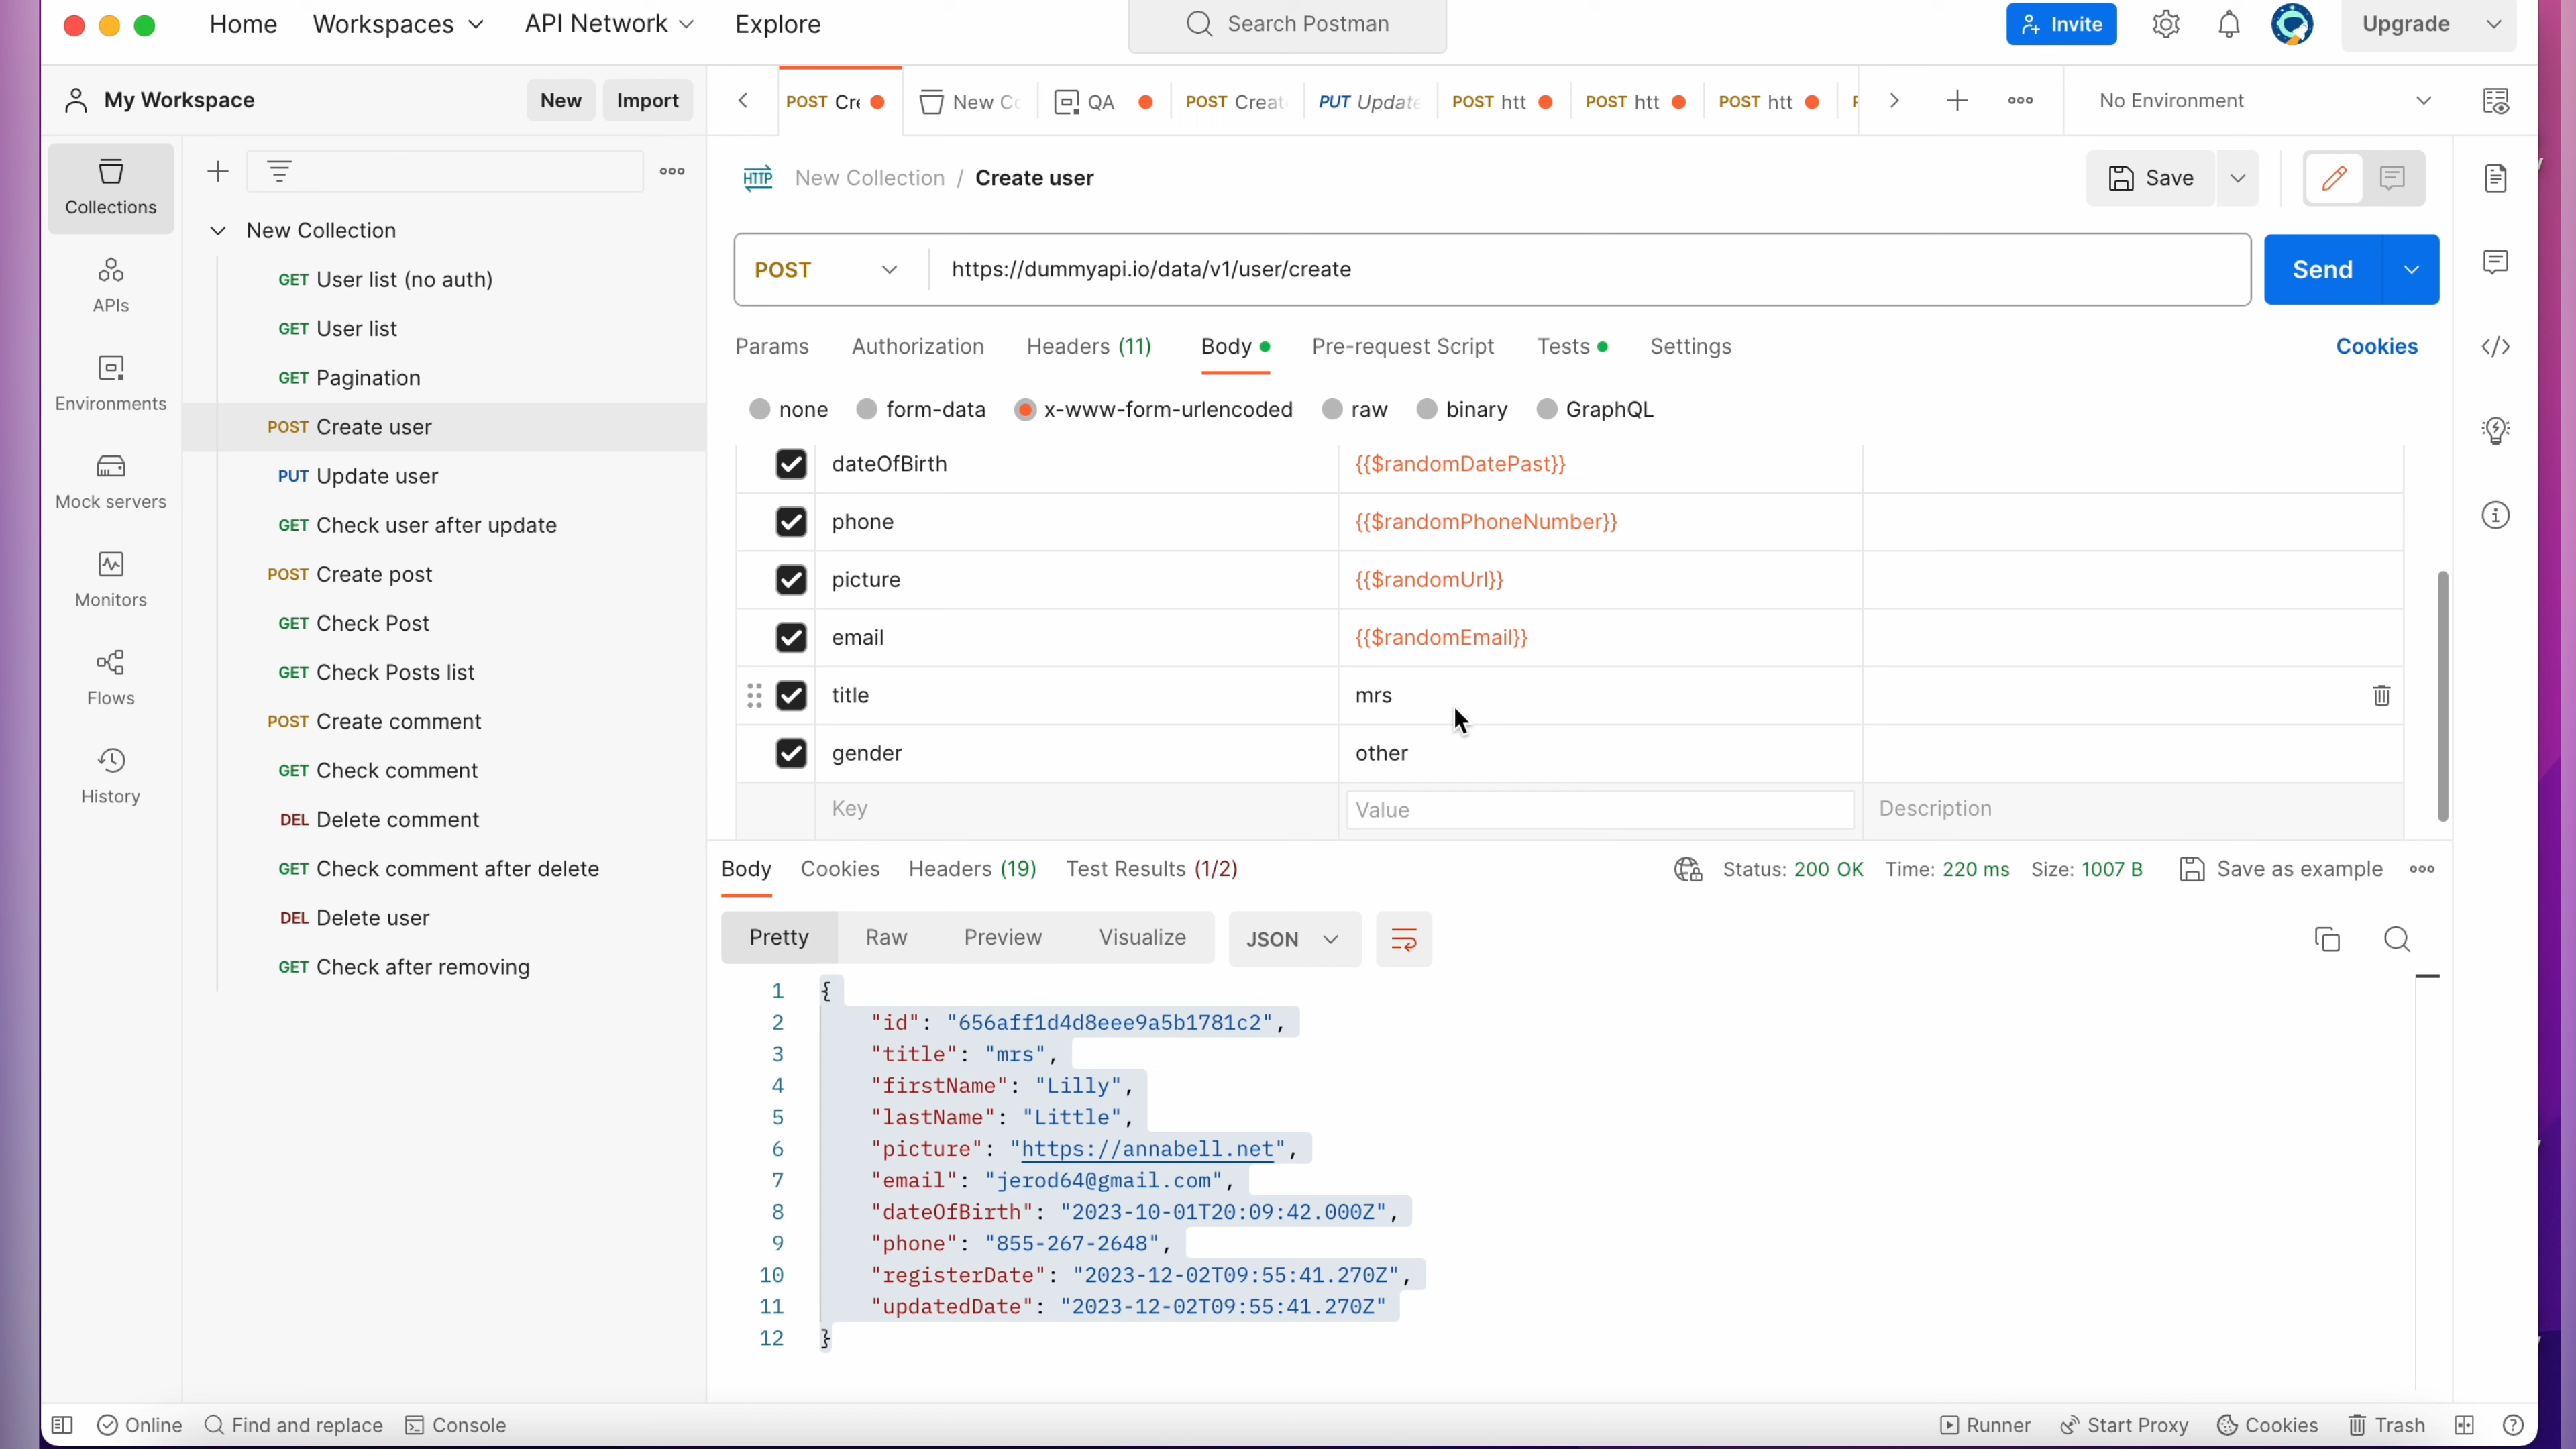 Home Workspaces API Network Explore Search Postman Invite Upgrade
My Workspace New Import
POST Cre New Cc QA POST Creat PUT Update POST htt POST htt POST htt No Environment
Collections
APIs
Environments
Mock servers
Monitors
Flows
History
New Collection
GET User list (no auth)
GET User list
GET Pagination
POST Create user
PUT Update user
GET Check user after update
POST Create post
GET Check Post
GET Check Posts list
POST Create comment
GET Check comment
DEL Delete comment
GET Check comment after delete
DEL Delete user
GET Check after removing
HTTP New Collection / Create user Save
POST https://dummyapi.io/data/v1/user/create Send
Params Authorization Headers (11) Body Pre-request Script Tests Settings Cookies
none form-data x-www-form-urlencoded raw binary GraphQL
dateOfBirth {{$randomDatePast}}
phone {{$randomPhoneNumber}}
picture {{$randomUrl}}
email {{$randomEmail}}
title mrs
gender other
Key Value Description
Body Cookies Headers (19) Test Results (1/2) Status: 200 OK Time: 220 ms Size: 1007 B Save as example
Pretty Raw Preview Visualize JSON
1 {
2 "id": "656aff1d4d8eee9a5b1781c2",
3 "title": "mrs",
4 "firstName": "Lilly",
5 "lastName": "Little",
6 "picture": "https://annabell.net",
7 "email": "jerod64@gmail.com",
8 "dateOfBirth": "2023-10-01T20:09:42.000Z",
9 "phone": "855-267-2648",
10 "registerDate": "2023-12-02T09:55:41.270Z",
11 "updatedDate": "2023-12-02T09:55:41.270Z"
12 }
Online Find and replace Console Runner Start Proxy Cookies Trash